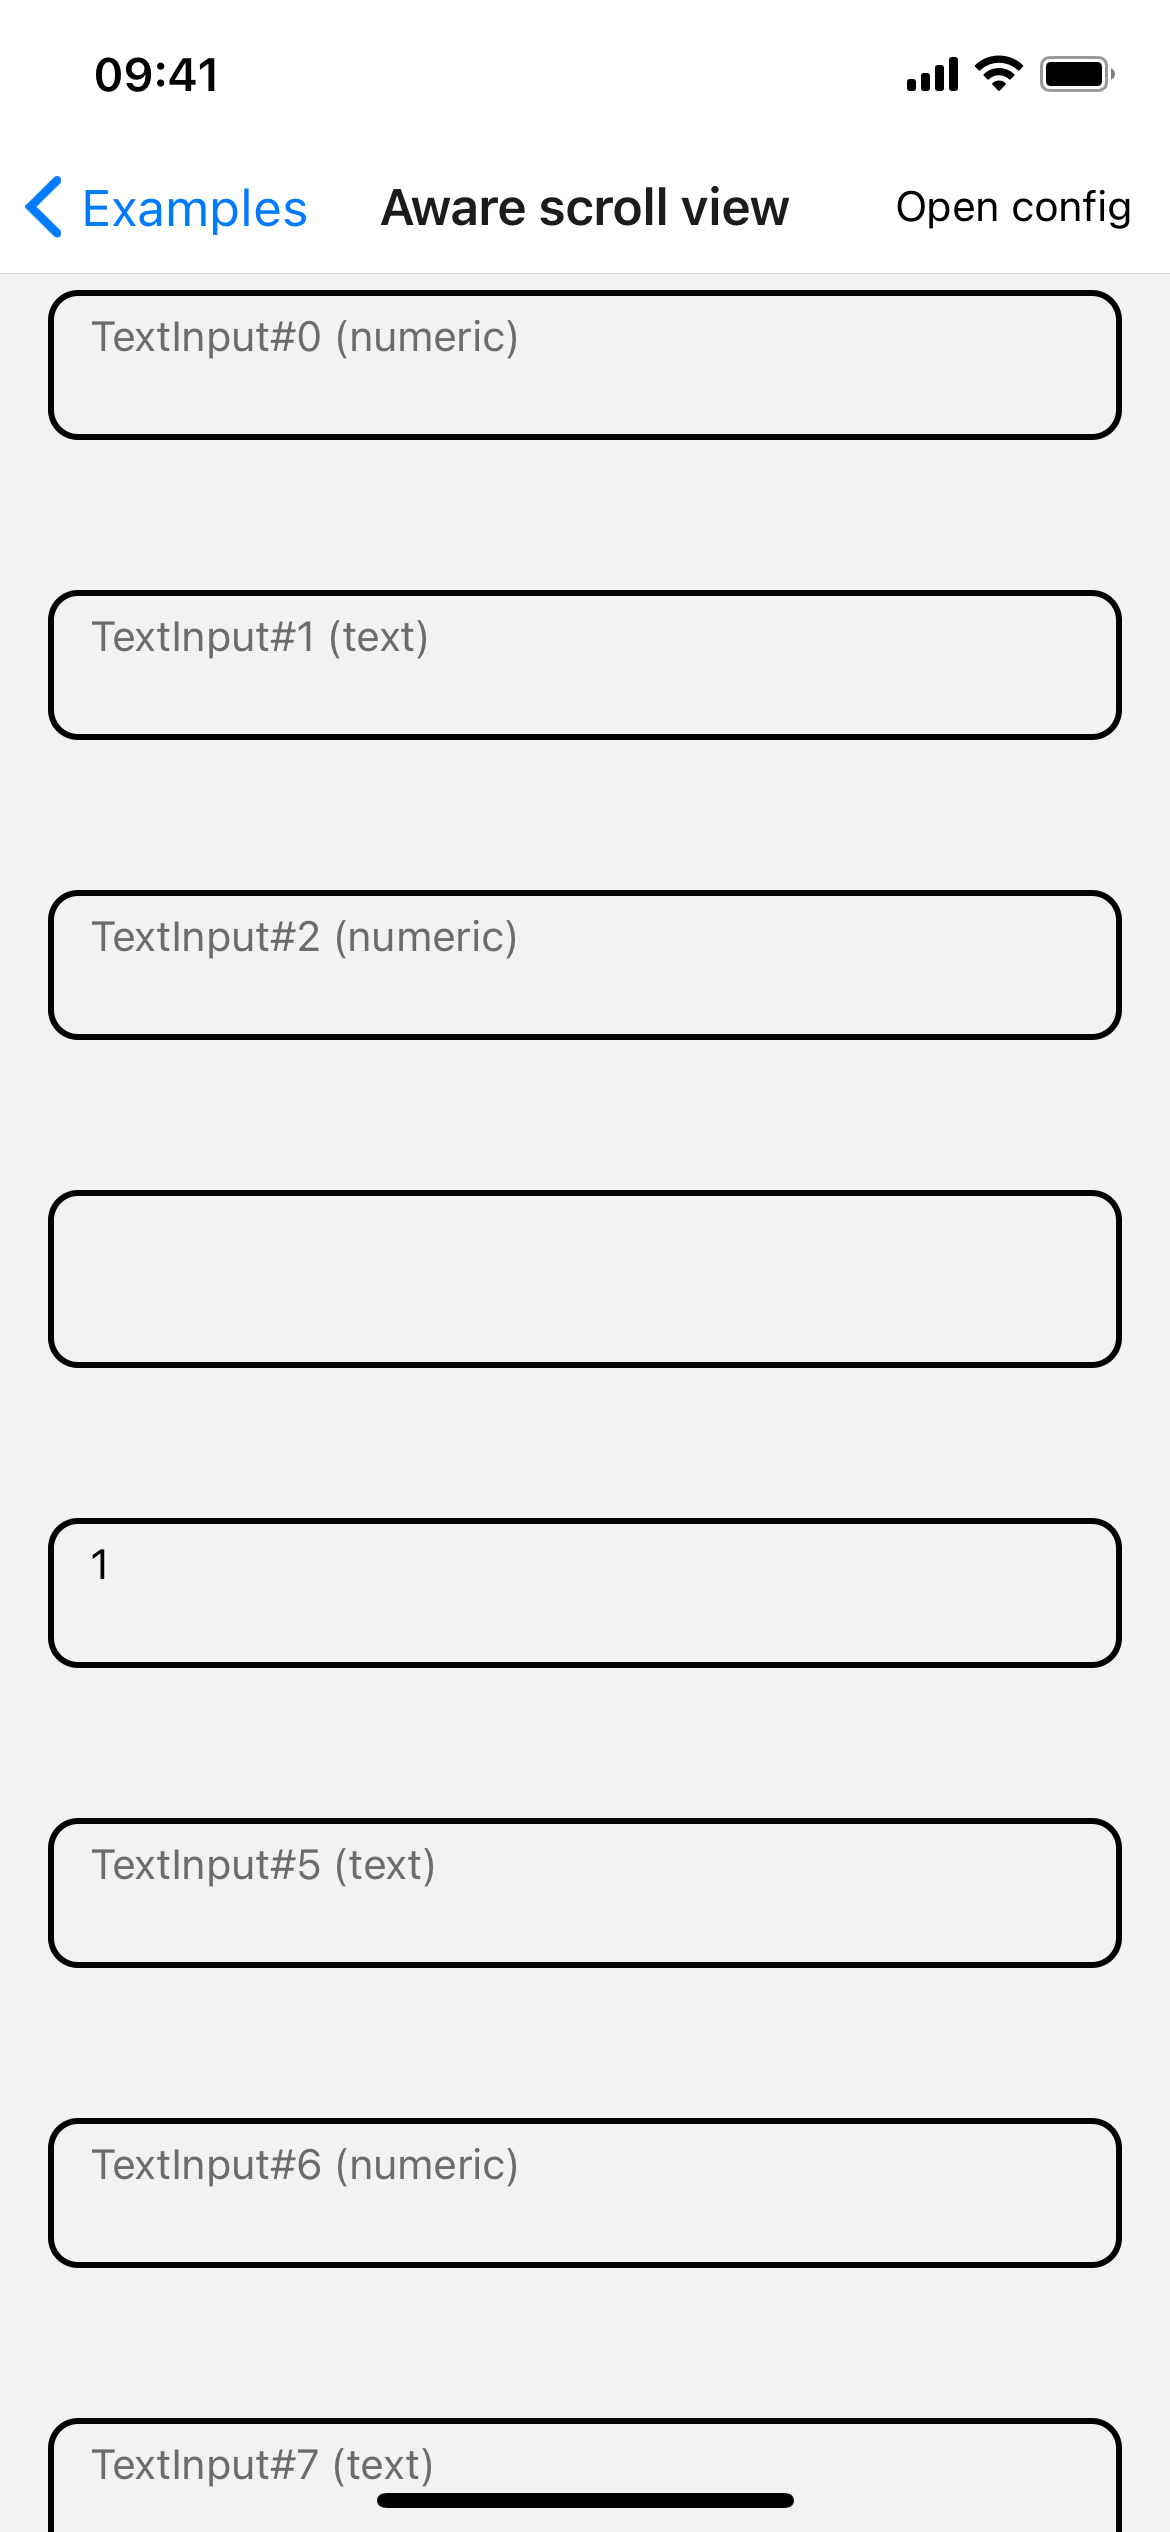 09:41
Examples Aware scroll view Open config
TextInput#0 (numeric)
TextInput#1 (text)
TextInput#2 (numeric)
1
TextInput#5 (text)
TextInput#6 (numeric)
TextInput#7 (text)